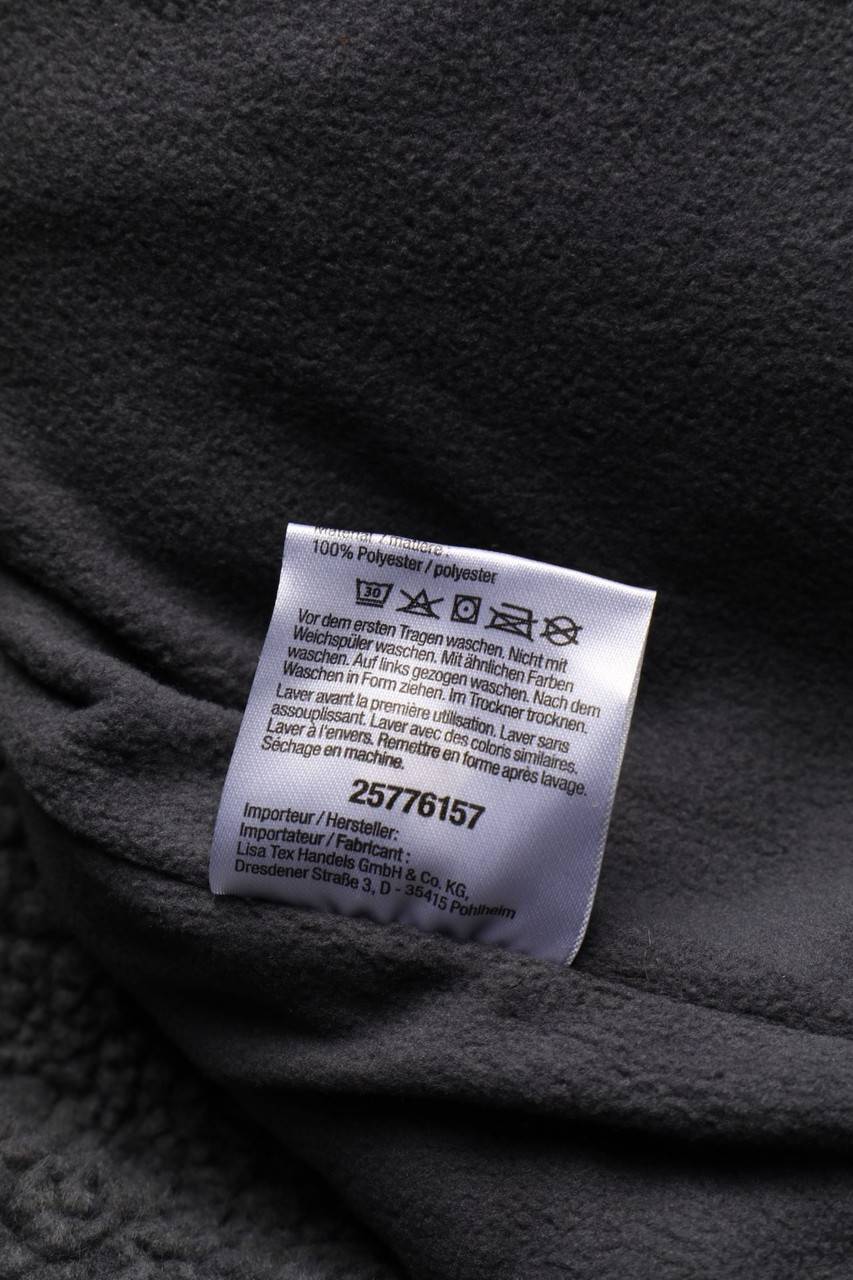 Material / matière :
100% Polyester / polyester
30
Vor dem ersten Tragen waschen. Nicht mit
Weichspüler waschen. Mit ähnlichen Farben
waschen. Auf links gezogen waschen. Nach dem
Waschen in Form ziehen. Im Trockner trocknen.
Laver avant la première utilisation. Laver sans
assouplissant. Laver avec des coloris similaires.
Laver à l'envers. Remettre en forme après lavage.
Séchage en machine.
25776157
Importeur / Hersteller:
Importateur / Fabricant :
Lisa Tex Handels GmbH & Co. KG,
Dresdener Straße 3, D - 35415 Pohlheim